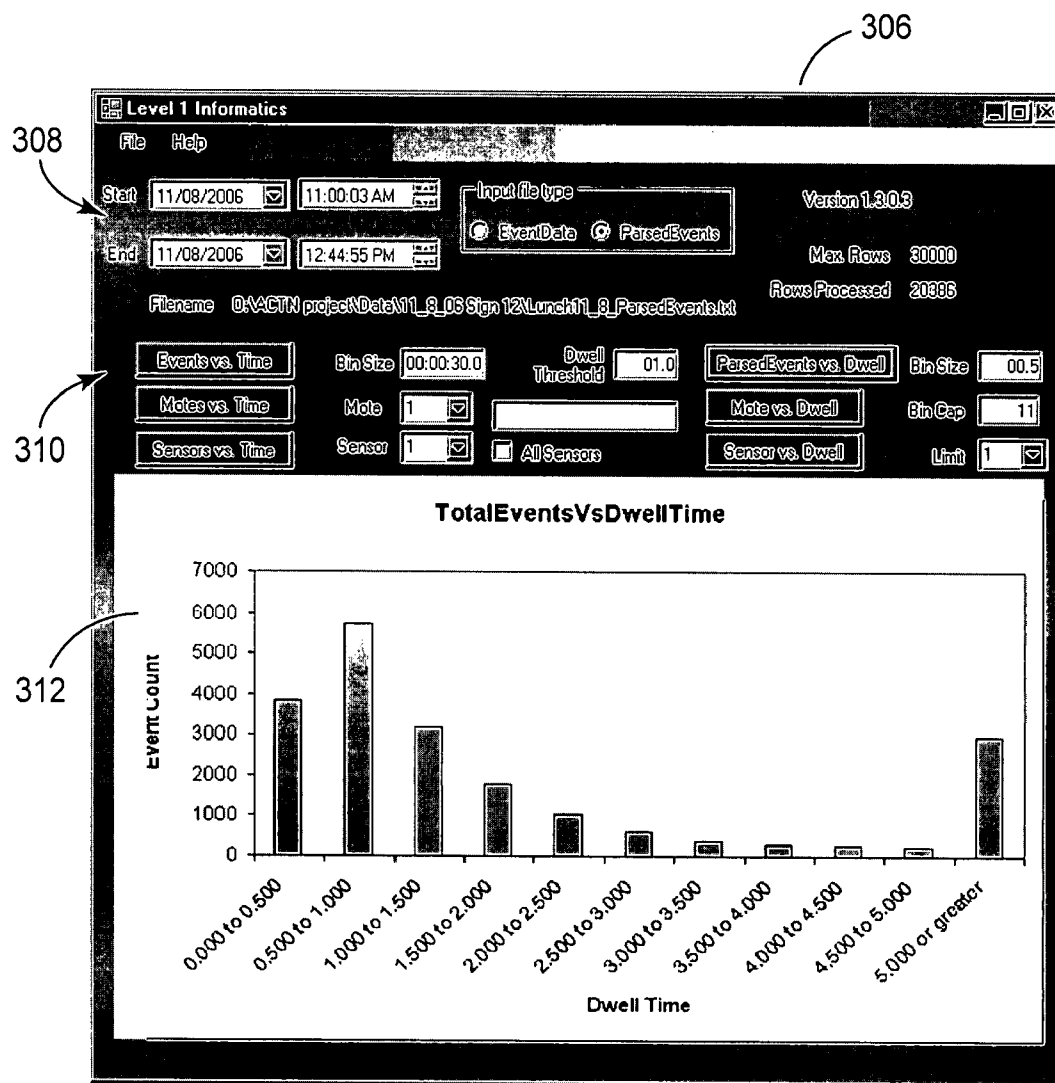 306
Level 1 Informatics
File Help
308
Start 11/08/2006 11:00:03 AM Input file type Version 1.3.0.3
EventData ParsedEvents
End 11/08/2006 12:44:55 PM Max. Rows 30000
Rows Processed 20386
Filename O:\ACTN project\Data\11_8_06 Sign 12\Lunch11_8_ParsedEvents.txt
310
Events vs. Time Bin Size 00:00:30.0 Dwell Threshold 01.0 ParsedEvents vs. Dwell Bin Size 00.5
Motes vs. Time Mote 1 Mote vs. Dwell Bin Cap 11
Sensors vs. Time Sensor 1 All Sensors Sensor vs. Dwell Limit 1
TotalEventsVsDwellTime
312
Event Count
7000
6000
5000
4000
3000
2000
1000
0
0.000 to 0.500
0.500 to 1.000
1.000 to 1.500
1.500 to 2.000
2.000 to 2.500
2.500 to 3.000
3.000 to 3.500
3.500 to 4.000
4.000 to 4.500
4.500 to 5.000
5.000 or greater
Dwell Time